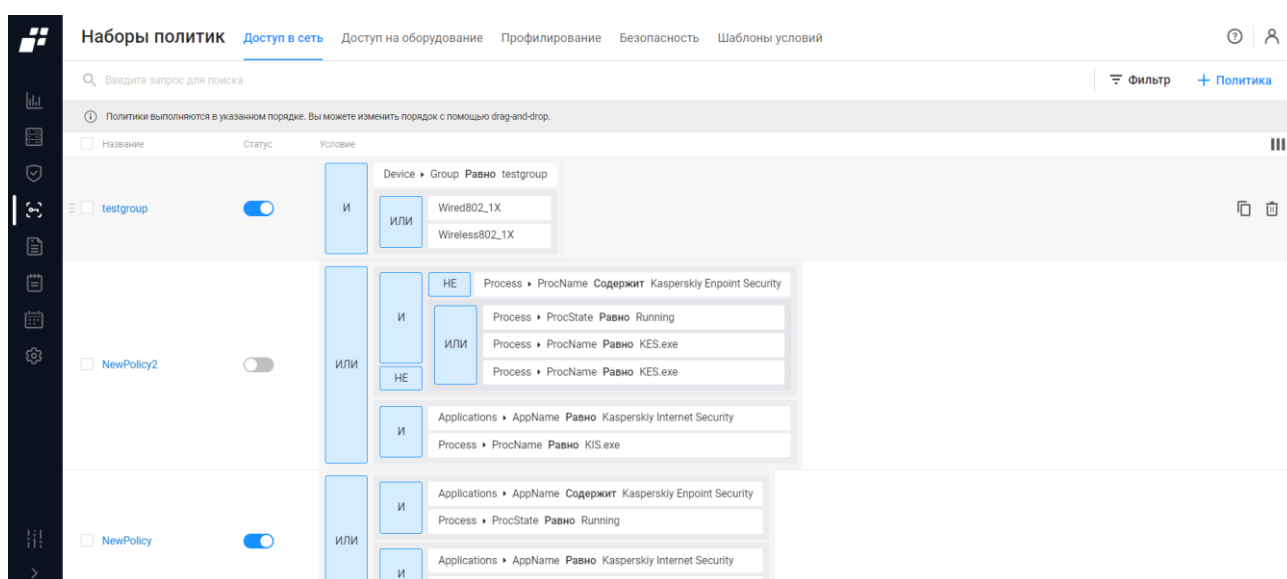 Наборы политик Доступ в сеть Доступ на оборудование Профилирование Безопасность Шаблоны условий
Введите запрос для поиска Фильтр + Политика
Политики выполняются в указанном порядке. Вы можете изменить порядок с помощью drag-and-drop.
Название Статус Условие
Device ▸ Group Равно testgroup
testgroup И
ИЛИ
Wired802_1X
Wireless802_1X
НЕ Process ▸ ProcName Содержит Kasperskiy Enpoint Security
И
Process ▸ ProcState Равно Running
ИЛИ Process ▸ ProcName Равно KES.exe
NewPolicy2 ИЛИ
Process ▸ ProcName Равно KES.exe
НЕ
Applications ▸ AppName Равно Kasperskiy Internet Security
И
Process ▸ ProcName Равно KIS.exe
Applications ▸ AppName Содержит Kasperskiy Enpoint Security
И
Process ▸ ProcState Равно Running
NewPolicy ИЛИ
Applications ▸ AppName Равно Kasperskiy Internet Security
И